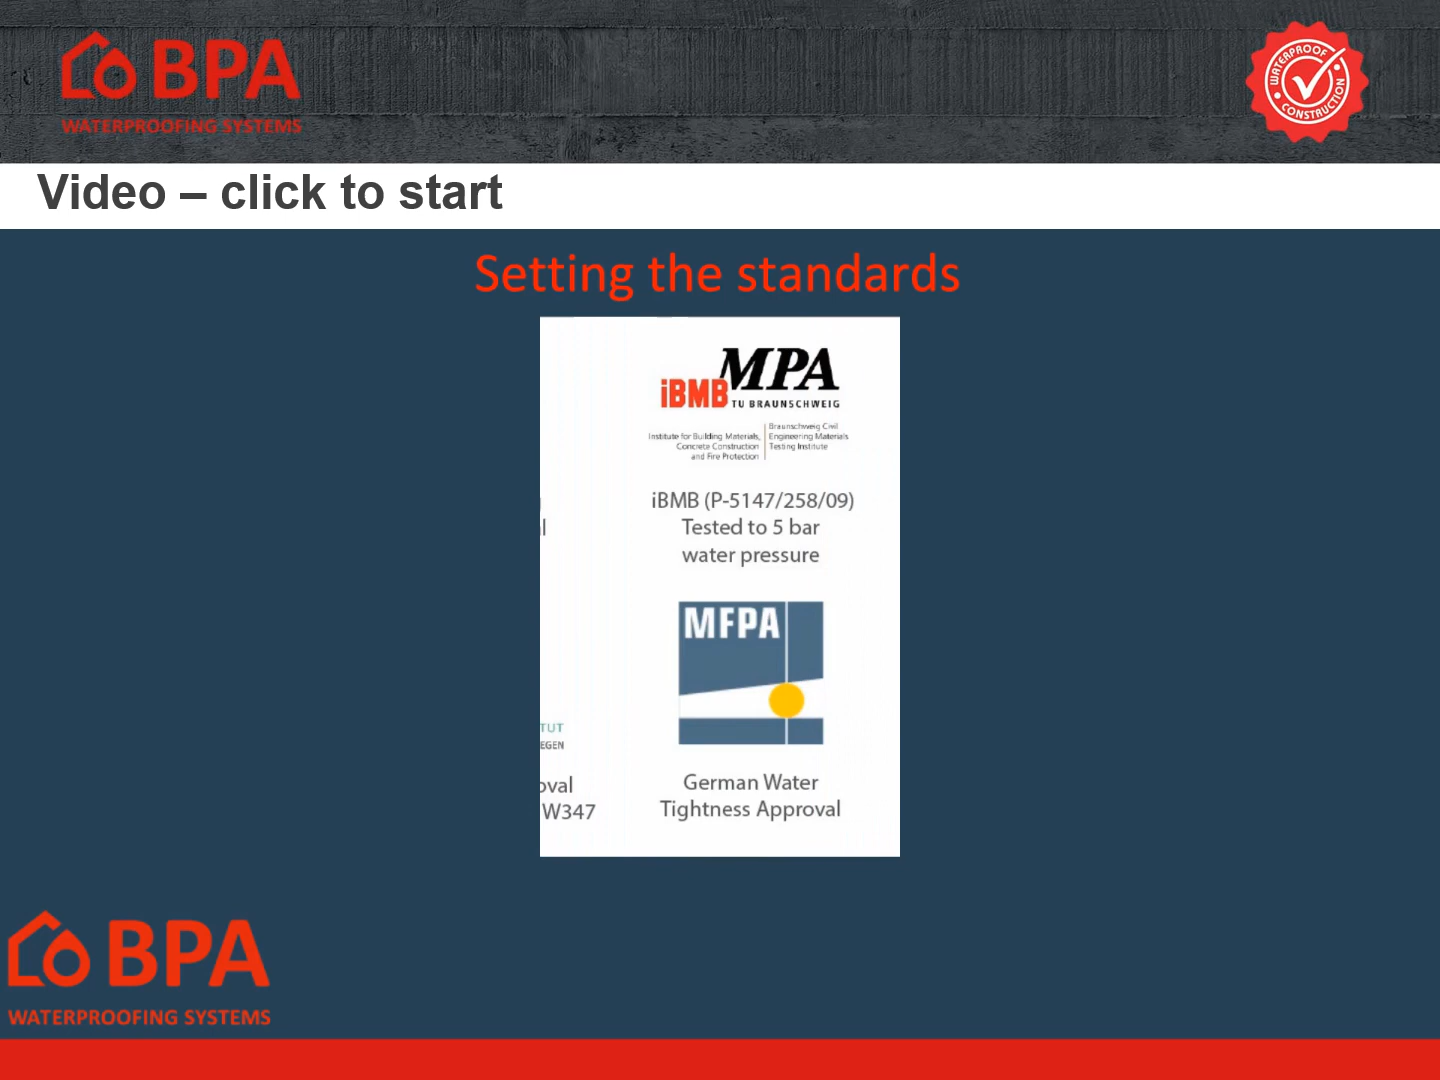 BPA
WATERPROOFING SYSTEMS
WATERPROOF
CONSTRUCTION
Video – click to start
Setting the standards
MPA
iBMB
TU BRAUNSCHWEIG
Institute for Building Materials,
Concrete Construction
and Fire Protection
Braunschweig Civil
Engineering Materials
Testing Institute
iBMB (P-5147/258/09)
Tested to 5 bar
water pressure
MFPA
TUT
EGEN
oval
W347
German Water
Tightness Approval
BPA
WATERPROOFING SYSTEMS